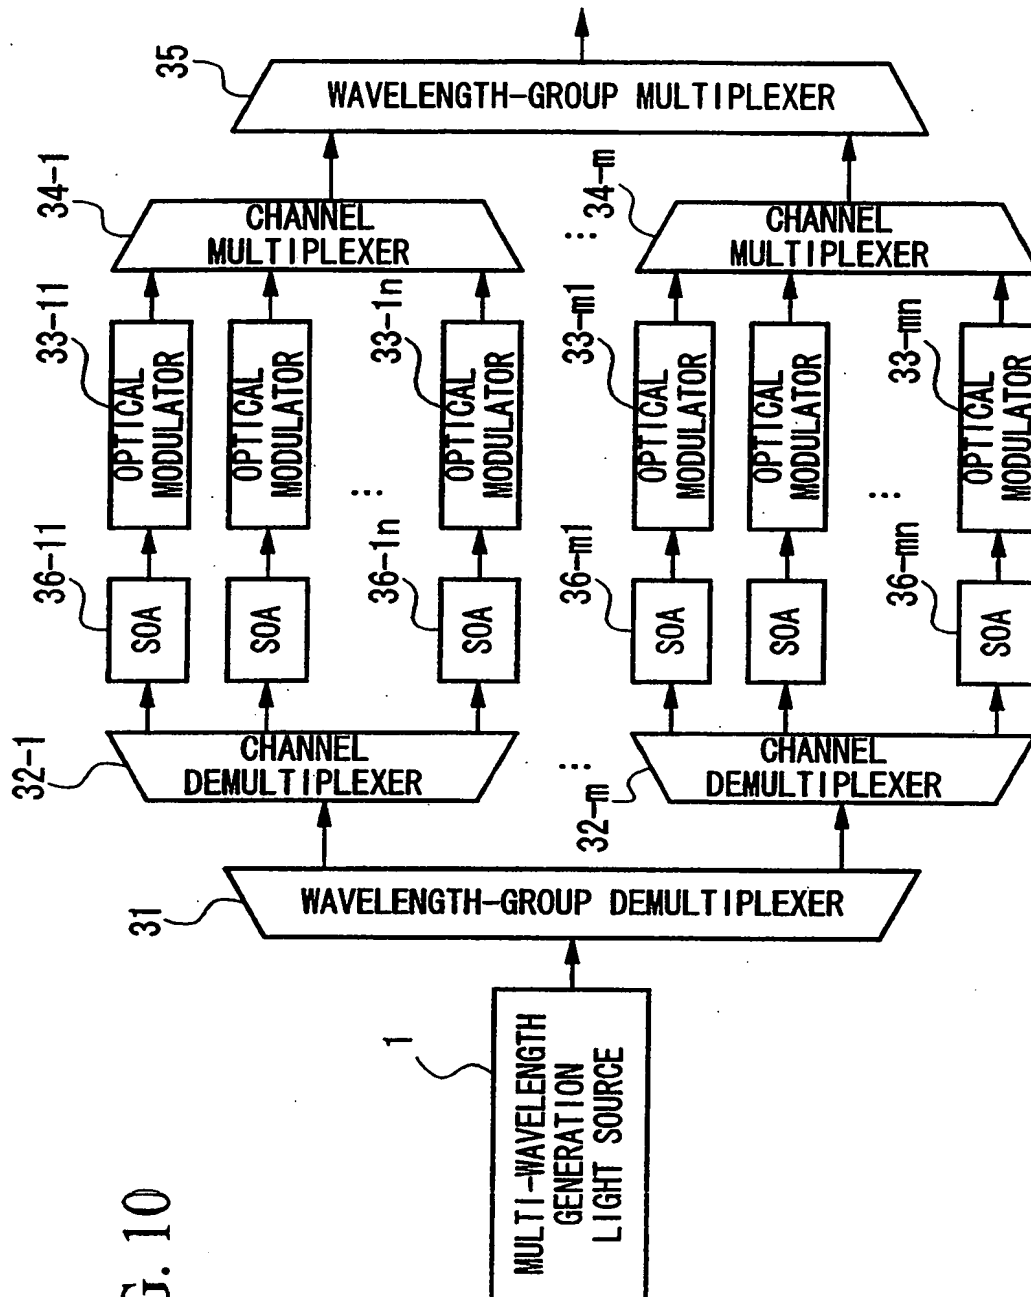 G. 10
1
MULTI-WAVELENGTH
GENERATION
LIGHT SOURCE
31
WAVELENGTH-GROUP DEMULTIPLEXER
32-1
CHANNEL
DEMULTIPLEXER
...
32-m
CHANNEL
DEMULTIPLEXER
36-11
SOA
SOA
36-1n
SOA
36-m1
SOA
SOA
36-mn
SOA
33-11
OPTICAL
MODULATOR
OPTICAL
MODULATOR
...
33-1n
OPTICAL
MODULATOR
33-m1
OPTICAL
MODULATOR
OPTICAL
MODULATOR
...
33-mn
OPTICAL
MODULATOR
34-1
CHANNEL
MULTIPLEXER
...
34-m
CHANNEL
MULTIPLEXER
35
WAVELENGTH-GROUP MULTIPLEXER